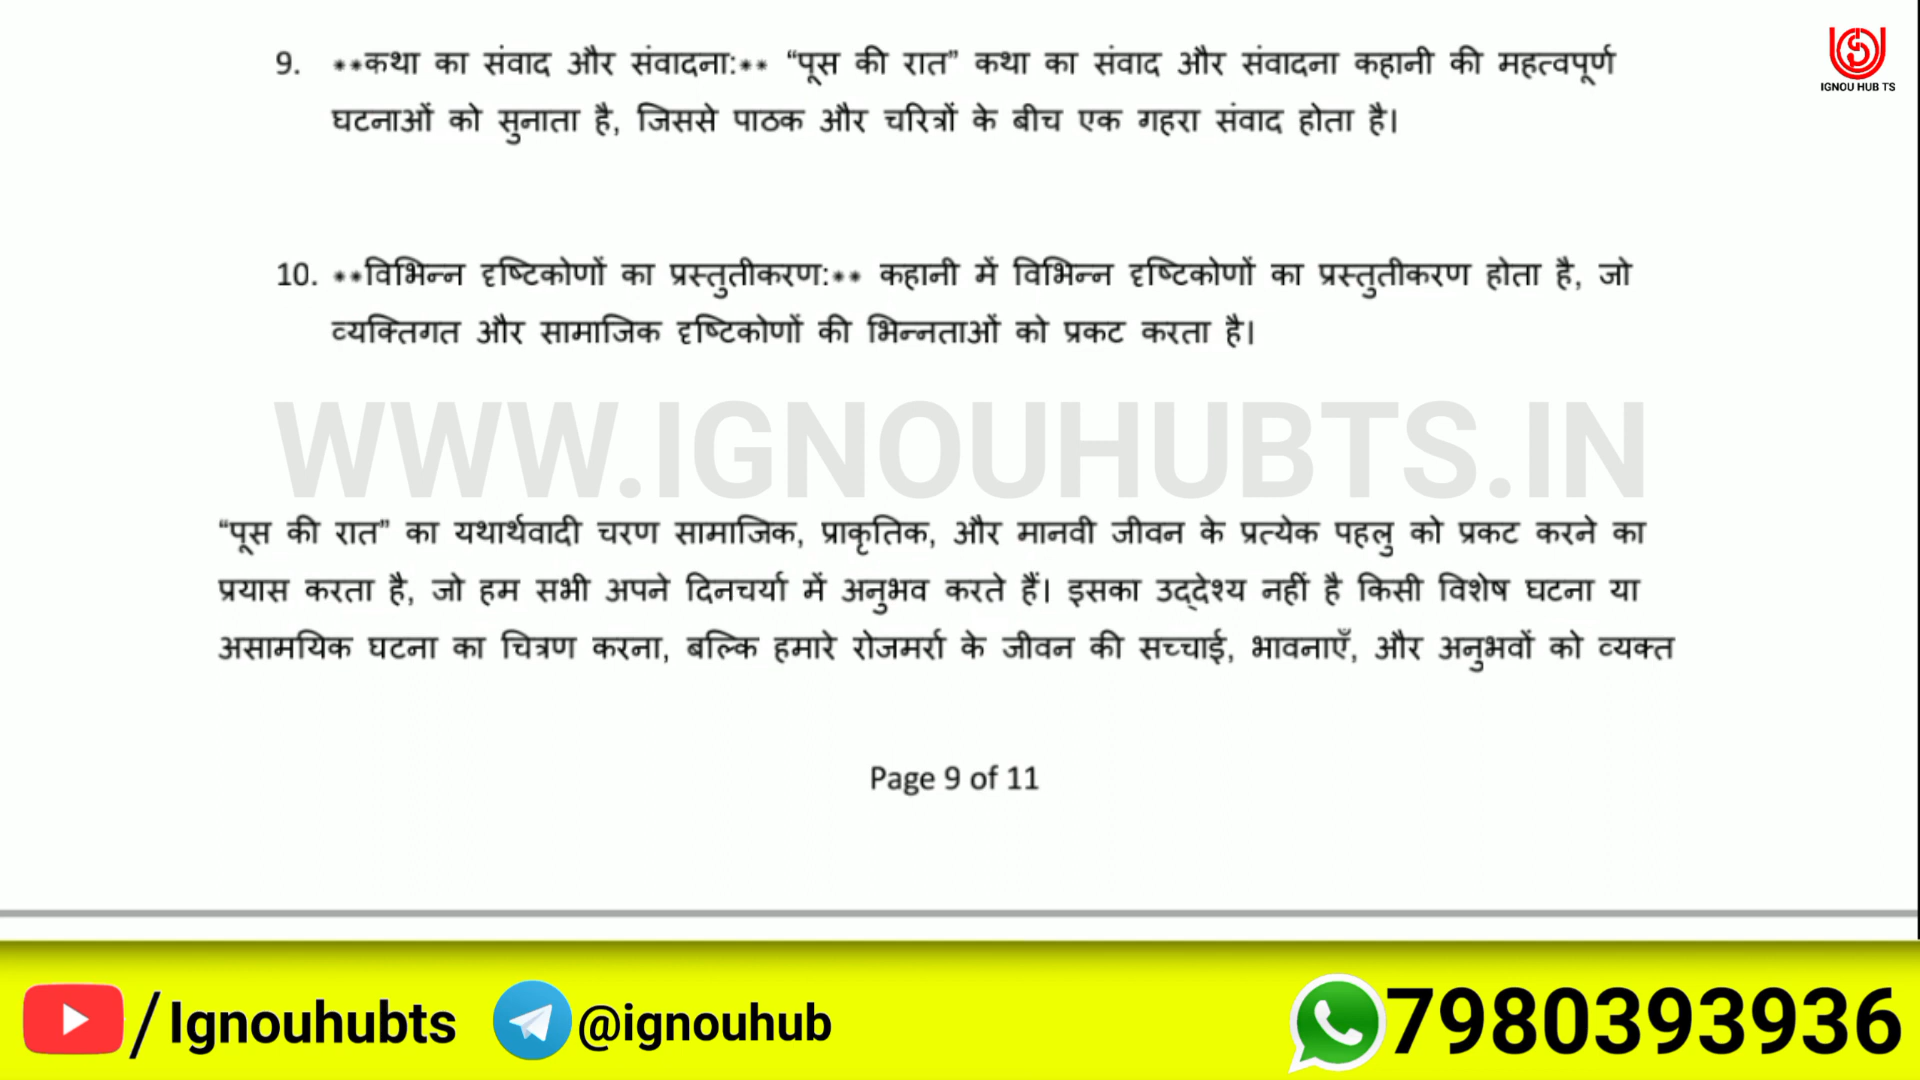 9. **कथा का संवाद और संवादना:** “पूस की रात” कथा का संवाद और संवादना कहानी की महत्वपूर्ण
IGNOU HUB TS
घटनाओं को सुनाता है, जिससे पाठक और चरित्रों के बीच एक गहरा संवाद होता है।
10. **विभिन्न दृष्टिकोणों का प्रस्तुतीकरण:** कहानी में विभिन्न दृष्टिकोणों का प्रस्तुतीकरण होता है, जो
व्यक्तिगत और सामाजिक दृष्टिकोणों की भिन्नताओं को प्रकट करता है।
WWW.IGNOUHUBTS.IN
“पूस की रात” का यथार्थवादी चरण सामाजिक, प्राकृतिक, और मानवी जीवन के प्रत्येक पहलु को प्रकट करने का
प्रयास करता है, जो हम सभी अपने दिनचर्या में अनुभव करते हैं। इसका उद्देश्य नहीं है किसी विशेष घटना या
असामयिक घटना का चित्रण करना, बल्कि हमारे रोजमर्रा के जीवन की सच्चाई, भावनाएँ, और अनुभवों को व्यक्त
Page 9 of 11
/Ignouhubts @ignouhub 7980393936